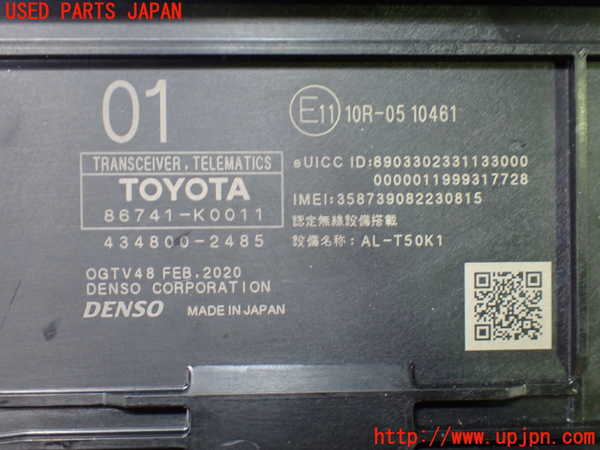 USED PARTS JAPAN
01
E11 10R-05 10461
TRANSCEIVER, TELEMATICS
TOYOTA
86741-K0011
434800-2485
eUICC ID:8903302331133000
0000011999317728
IMEI:358739082230815
認定無線設備搭載
設備名称: AL-T50K1
OGTV48 FEB.2020
DENSO CORPORATION
DENSO MADE IN JAPAN
http://www.upjpn.com